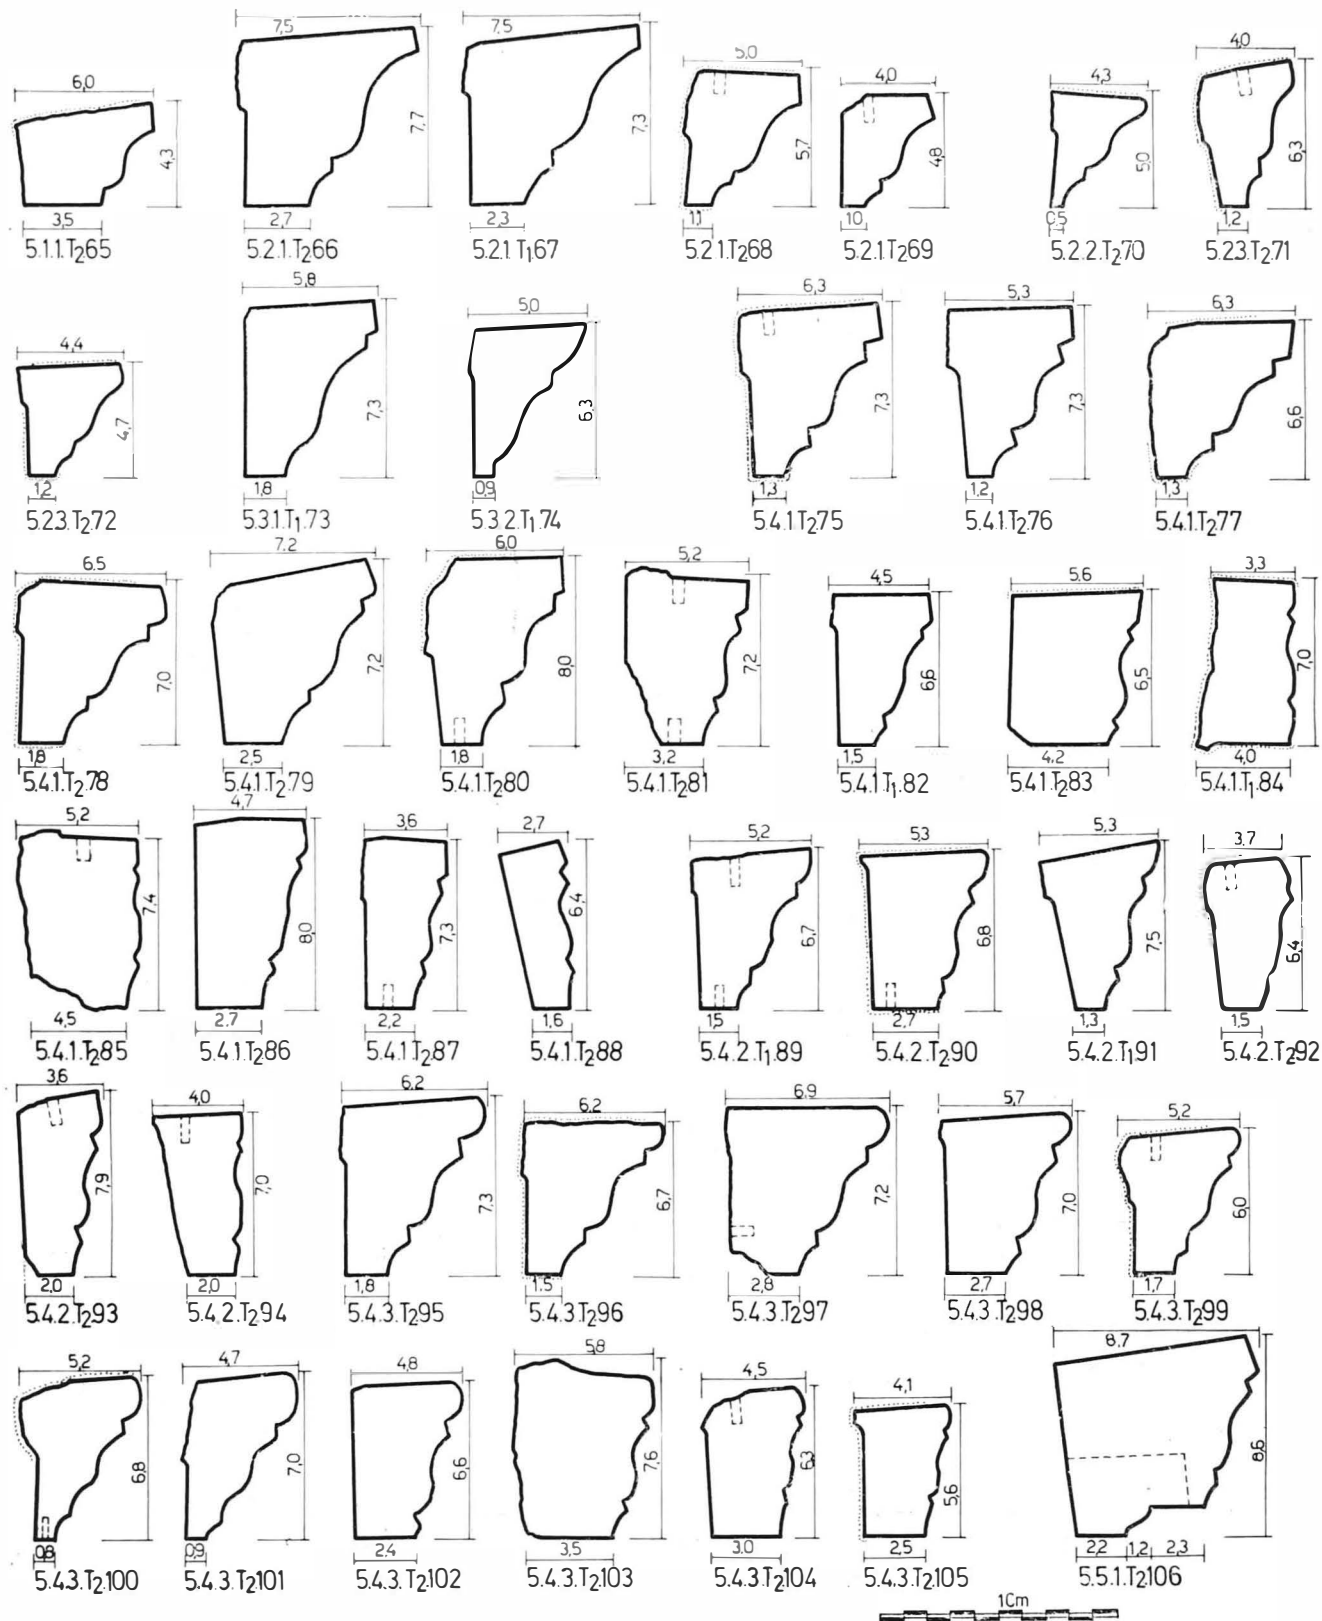 7,5 7,5 5,0 4,0 4,3 4,0
6,0
4,3 7,7 7,3 5,7 4,8 5,0 6,3
3,5 2,7 2,3 1,1 1,0 0,5 1,2
5.1.1.T₂65 5.2.1.T₂66 5.2.1.T₁67 5.2.1.T₂68 5.2.1.T₂69 5.2.2.T₂70 5.2.3.T₂71
4,4 5,8 5,0 6,3 5,3 6,3
4,7 7,3 6,3 7,3 7,3 6,6
1,2 1,8 0,9 1,3 1,2 1,3
5.2.3.T₂72 5.3.1.T₁.73 5.3.2.T₁.74 5.4.1.T₂75 5.4.1.T₂76 5.4.1.T₂77
6,5 7,2 6,0 5,2 4,5 5,6 3,3
7,0 7,2 8,0 7,2 6,6 6,5 7,0
1,8 2,5 1,8 3,2 1,5 4,2 4,0
5.4.1.T₂78 5.4.1.T₂79 5.4.1.T₂80 5.4.1.T₂81 5.4.1.T₁.82 5.4.1.T₂83 5.4.1.T₁.84
5,2 4,7 3,6 2,7 5,2 5,3 5,3 3,7
7,4 8,0 7,3 6,4 6,7 6,8 7,5 6,4
4,5 2,7 2,2 1,6 1,5 2,7 1,3 1,5
5.4.1.T₂85 5.4.1.T₂86 5.4.1.T₂87 5.4.1.T₂88 5.4.2.T₁.89 5.4.2.T₂90 5.4.2.T₁91 5.4.2.T₂92
3,6 4,0 6,2 6,2 6,9 5,7 5,2
7,9 7,0 7,3 6,7 7,2 7,0 6,0
2,0 2,0 1,8 1,5 2,8 2,7 1,7
5.4.2.T₂93 5.4.2.T₂94 5.4.3.T₂95 5.4.3.T₂96 5.4.3.T₂97 5.4.3.T₂98 5.4.3.T₂99
5,2 4,7 4,8 5,8 4,5 4,1 8,7
6,8 7,0 6,6 7,6 6,3 5,6 8,6
0,8 0,9 2,4 3,5 3,0 2,5 2,2 1,2 2,3
5.4.3.T₂100 5.4.3.T₂101 5.4.3.T₂102 5.4.3.T₂103 5.4.3.T₂104 5.4.3.T₂105 5.5.1.T₂106
1Cm